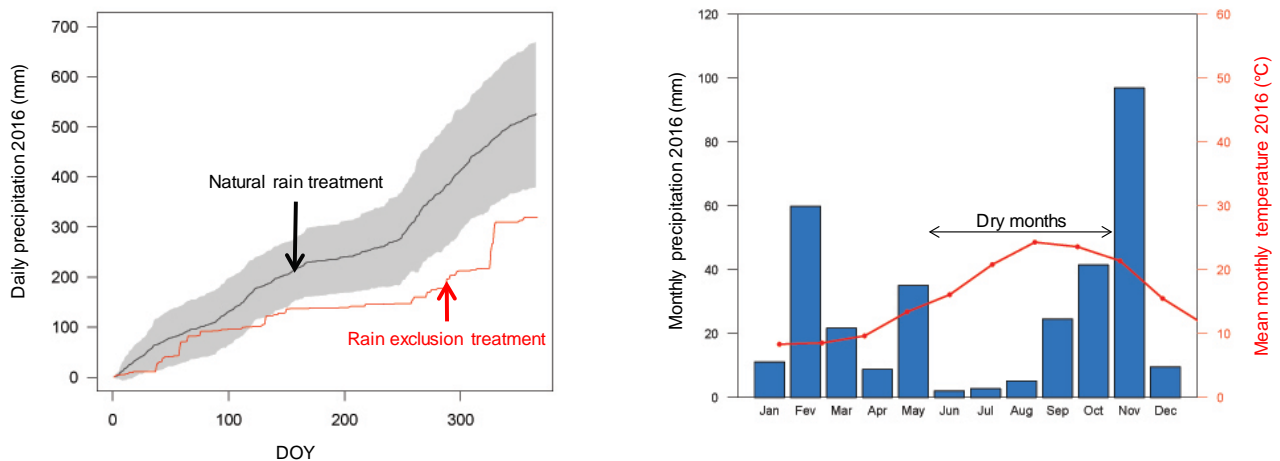 Daily precipitation 2016 (mm)
700
600
500
400
300
200
100
0
Natural rain treatment
Rain exclusion treatment
0
100
200
300
DOY
Monthly precipitation 2016 (mm)
120
100
80
60
40
20
0
Dry months
Jan
Fev
Mar
Apr
May
Jun
Jul
Aug
Sep
Oct
Nov
Dec
60
50
40
30
20
10
0
Mean monthly temperature 2016 (°C)